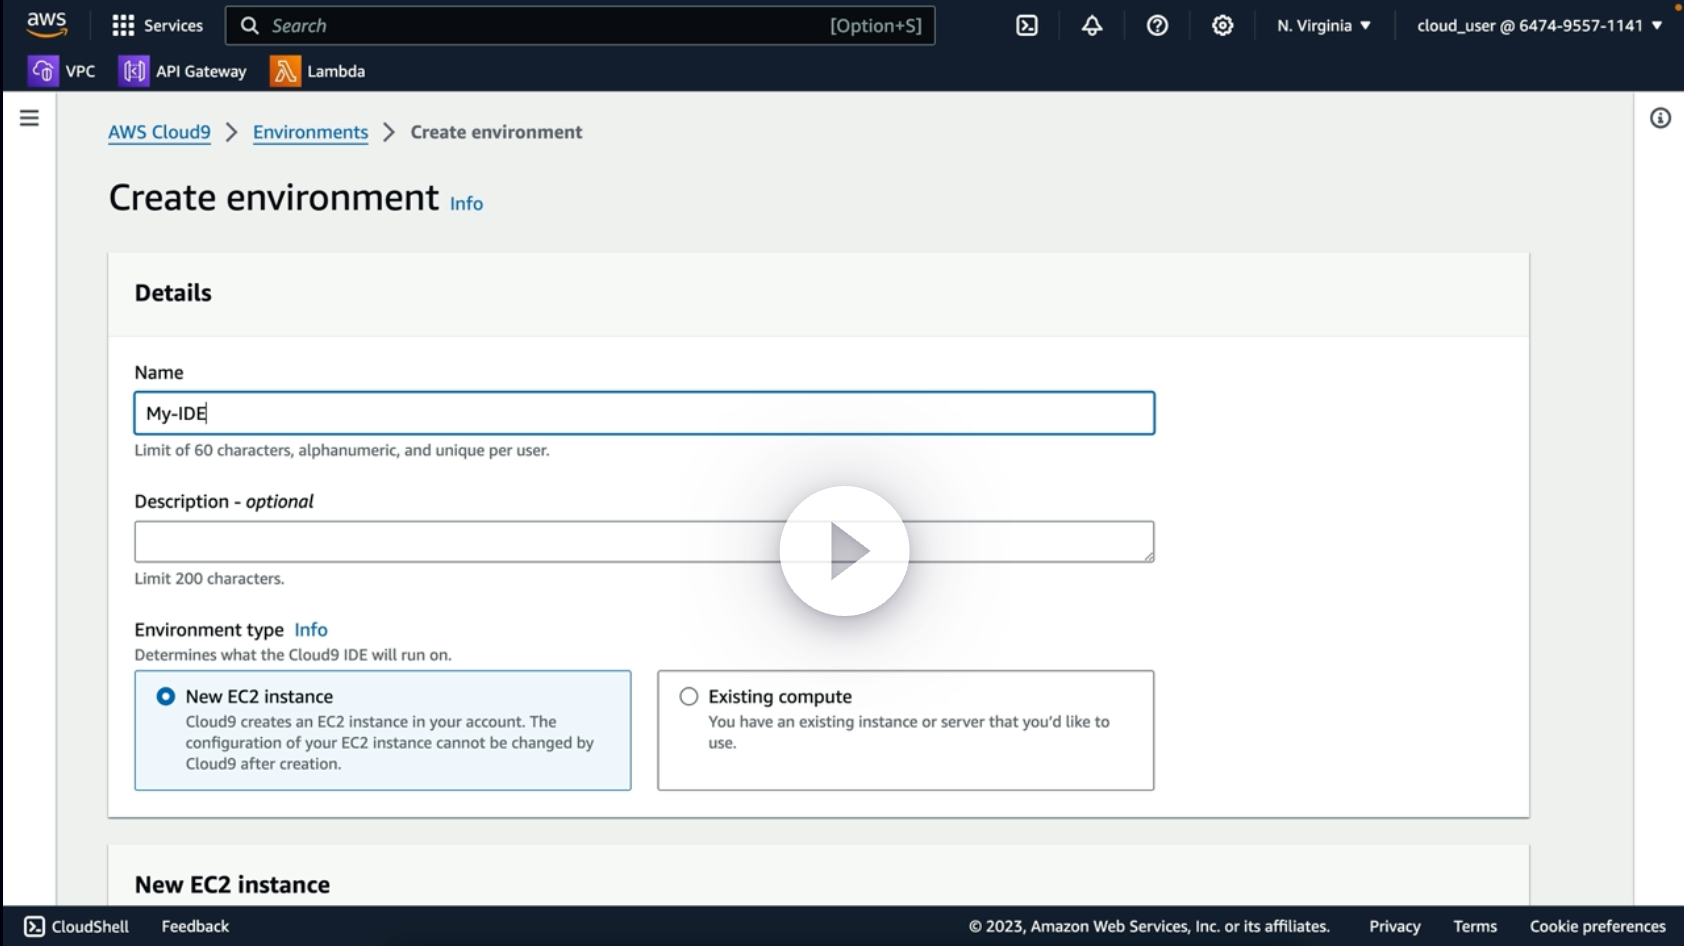 aws Services Search [Option+S] N. Virginia ▼ cloud_user @ 6474-9557-1141 ▼
VPC API Gateway Lambda
AWS Cloud9 > Environments > Create environment
Create environment Info
Details
Name
My-IDE
Limit of 60 characters, alphanumeric, and unique per user.
Description - optional
Limit 200 characters.
Environment type Info
Determines what the Cloud9 IDE will run on.
New EC2 instance
Cloud9 creates an EC2 instance in your account. The
configuration of your EC2 instance cannot be changed by
Cloud9 after creation.
Existing compute
You have an existing instance or server that you'd like to
use.
New EC2 instance
CloudShell Feedback © 2023, Amazon Web Services, Inc. or its affiliates. Privacy Terms Cookie preferences